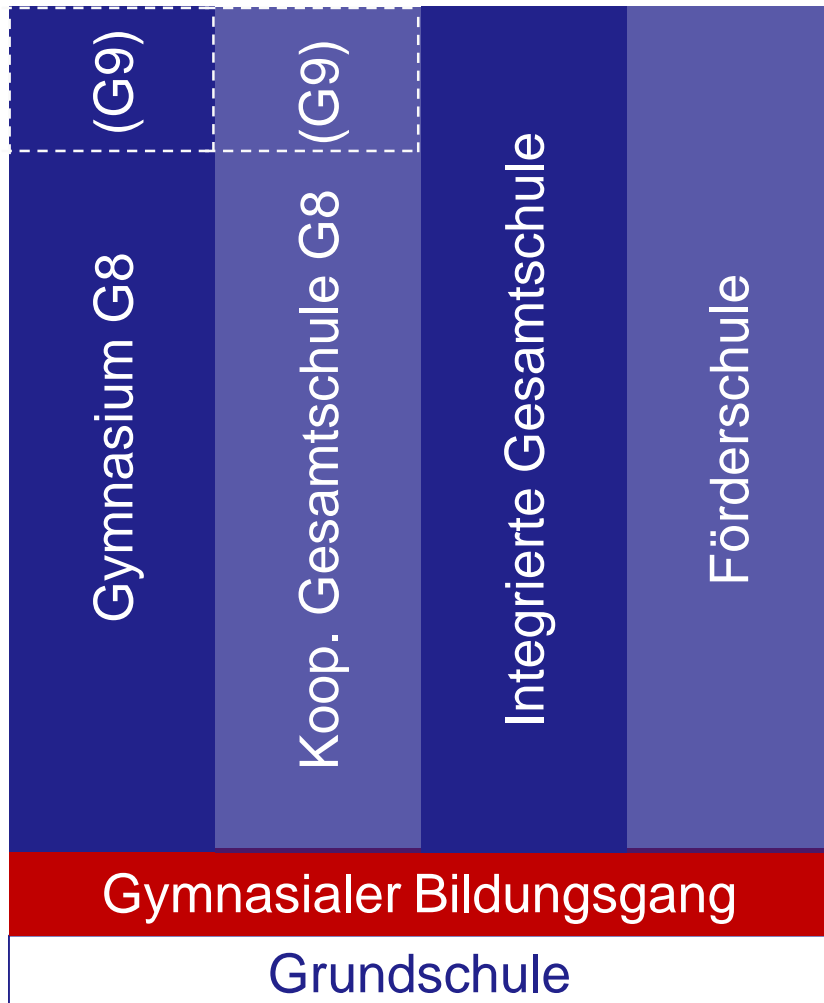 (G9)
Gymnasium G8
(G9)
Koop. Gesamtschule G8
Integrierte Gesamtschule
Förderschule
Gymnasialer Bildungsgang
Grundschule